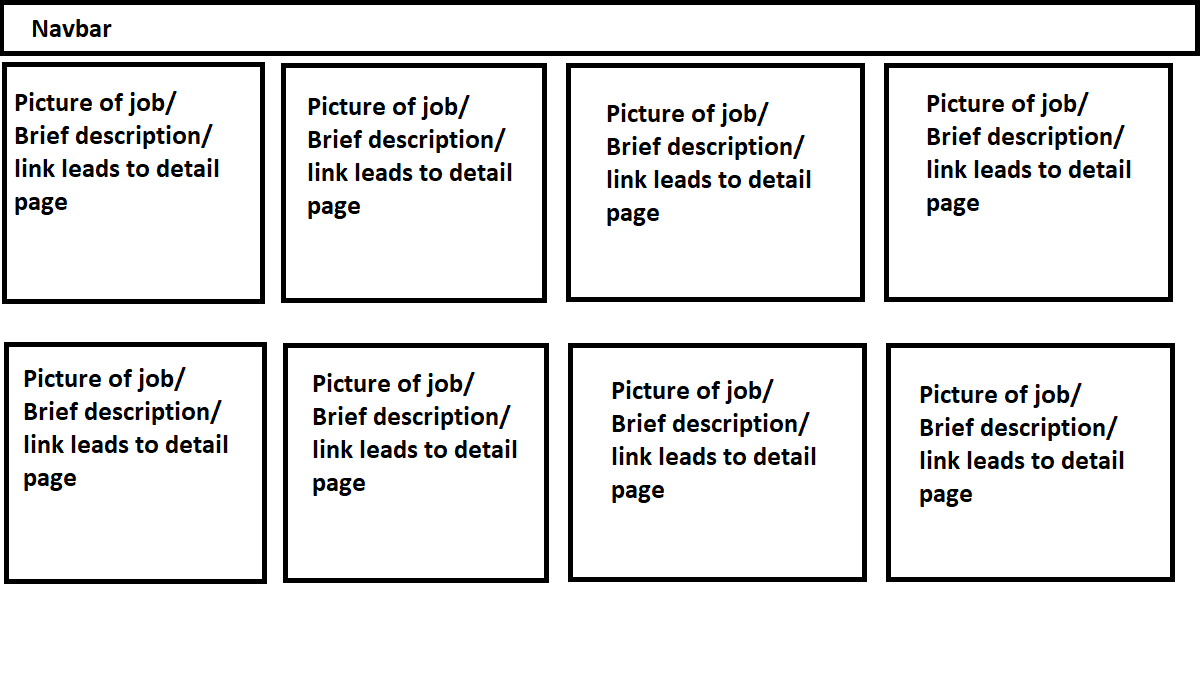 Navbar
Picture of job/
Brief description/
link leads to detail
page
Picture of job/
Brief description/
link leads to detail
page
Picture of job/
Brief description/
link leads to detail
page
Picture of job/
Brief description/
link leads to detail
page
Picture of job/
Brief description/
link leads to detail
page
Picture of job/
Brief description/
link leads to detail
page
Picture of job/
Brief description/
link leads to detail
page
Picture of job/
Brief description/
link leads to detail
page